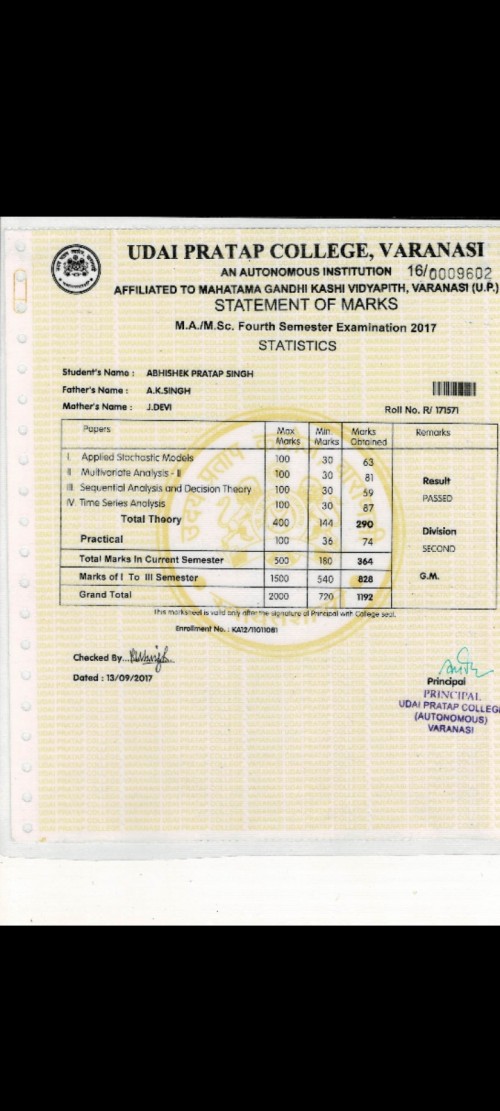 UDAI PRATAP COLLEGE, VARANASI
AN AUTONOMOUS INSTITUTION 16/0009602
AFFILIATED TO MAHATAMA GANDHI KASHI VIDYAPITH, VARANASI (U.P.)
STATEMENT OF MARKS
M.A./M.Sc. Fourth Semester Examination 2017
STATISTICS
Student's Name : ABHISHEK PRATAP SINGH
Father's Name : A.K.SINGH
Mather's Name : J.DEVI
Roll No. R/ 171571
Papers Max Marks Min Marks Marks Obtained Remarks
I. Applied Stochastic Models 100 30 63
II Multivariate Analysis - II 100 30 81
III. Sequential Analysis and Decision Theory 100 30 59
IV. Time Series Analysis 100 30 87
Total Theory 400 144 290
Practical 100 36 74
Total Marks In Current Semester 500 180 364
Marks of I To III Semester 1500 540 828
Grand Total 2000 720 1192
Result
PASSED
Division
SECOND
G.M.
This marksheet is valid only after the signature of Principal with College seal.
Enrollment No. : KA12/11011081
Checked By...
Dated : 13/09/2017
Principal
PRINCIPAL
UDAI PRATAP COLLEGE
(AUTONOMOUS)
VARANASI